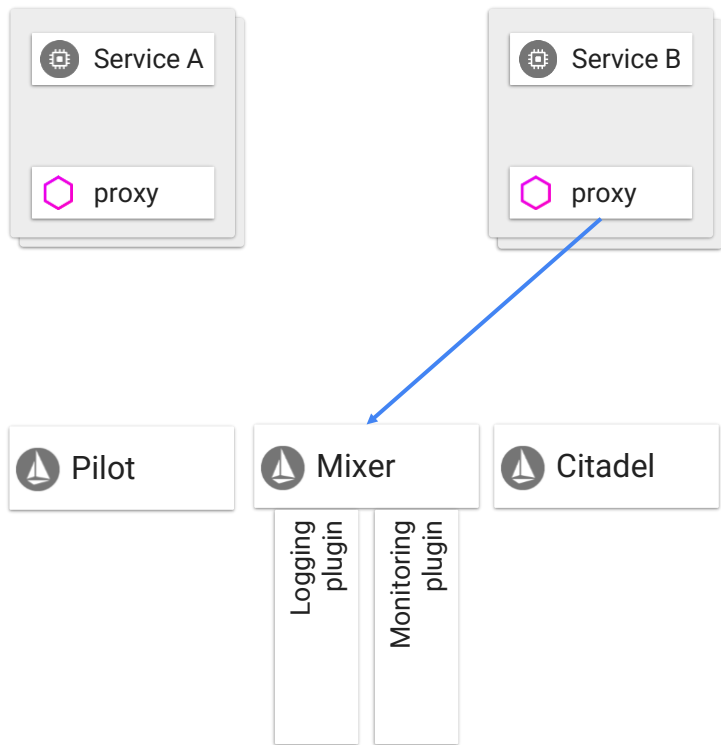 Service A
Service B
proxy
proxy
Pilot
Mixer
Citadel
Logging
plugin
Monitoring
plugin